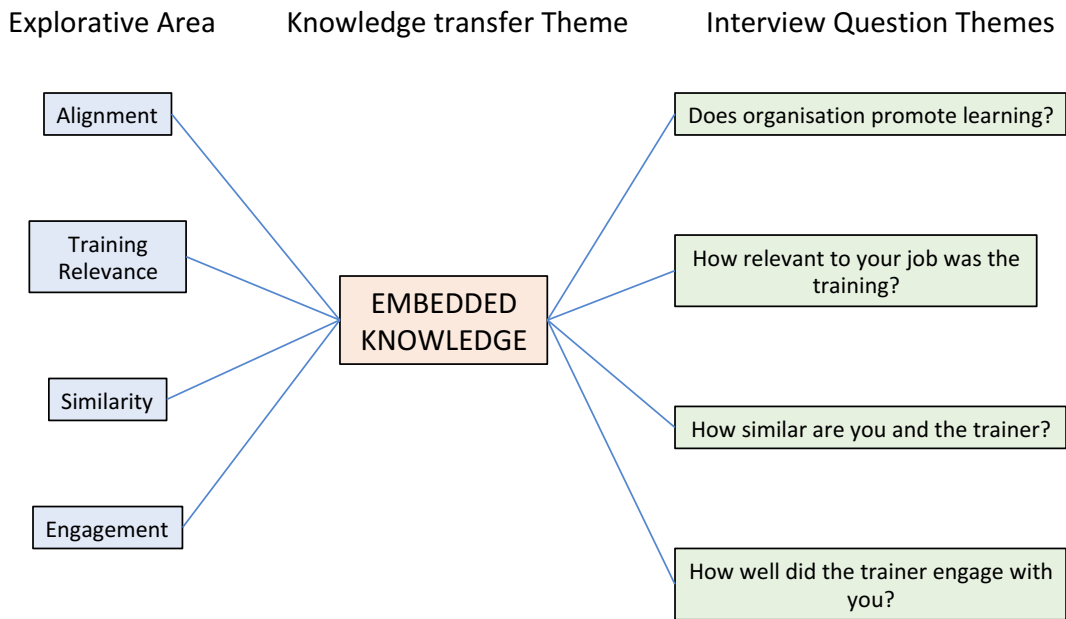 Explorative Area
Knowledge transfer Theme
Interview Question Themes
Alignment
Training
Relevance
Similarity
Engagement
EMBEDDED
KNOWLEDGE
Does organisation promote learning?
How relevant to your job was the
training?
How similar are you and the trainer?
How well did the trainer engage with
you?